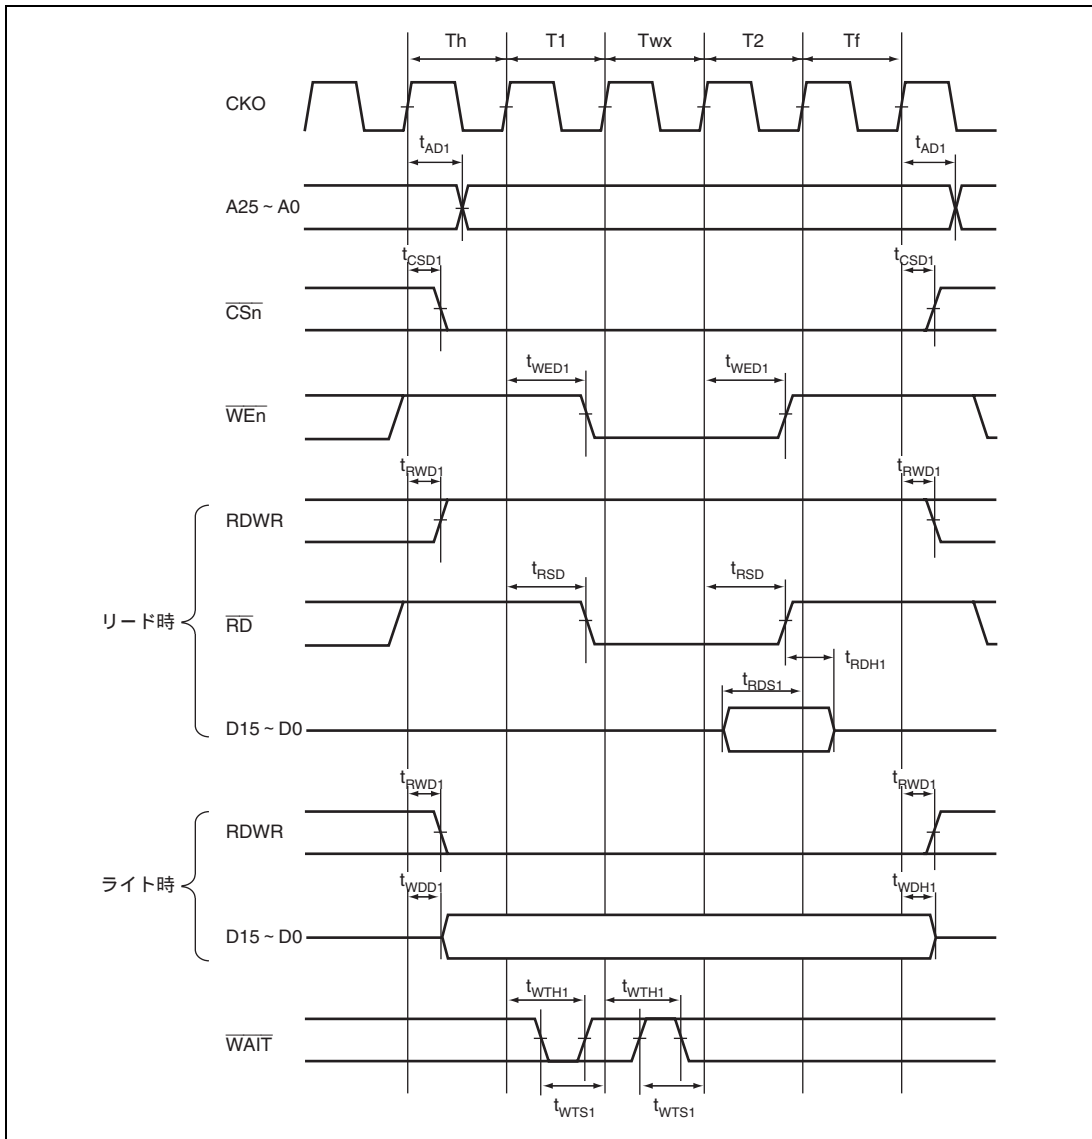 Th T1 Twx T2 Tf
CKO
tAD1 tAD1
A25 ~ A0
tCSD1 tCSD1
CSn
tWED1 tWED1
WEn
tRWD1 tRWD1
RDWR
tRSD tRSD
リード時
RD
tRDH1
tRDS1
D15 ~ D0
tRWD1 tRWD1
RDWR
ライト時
tWDD1 tWDH1
D15 ~ D0
tWTH1 tWTH1
WAIT
tWTS1 tWTS1